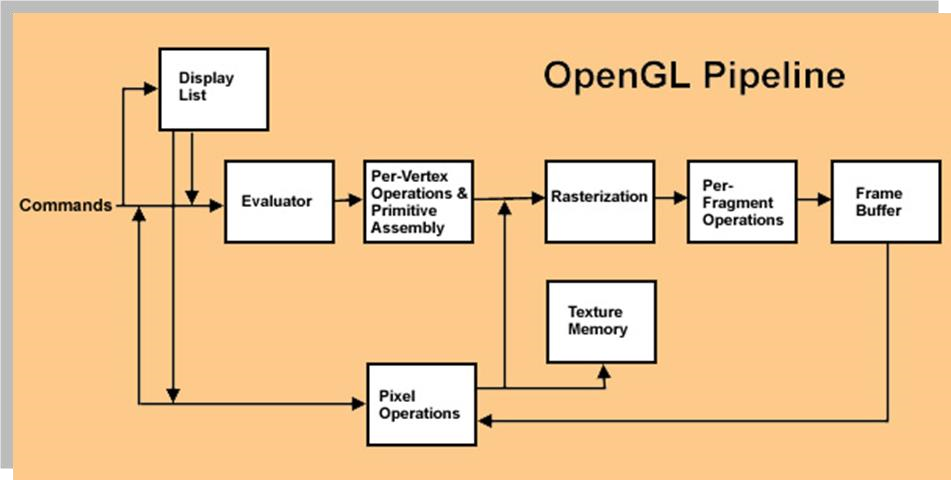 OpenGL Pipeline
Display
List
Commands
Evaluator
Per-Vertex
Operations &
Primitive
Assembly
Rasterization
Per-
Fragment
Operations
Frame
Buffer
Texture
Memory
Pixel
Operations